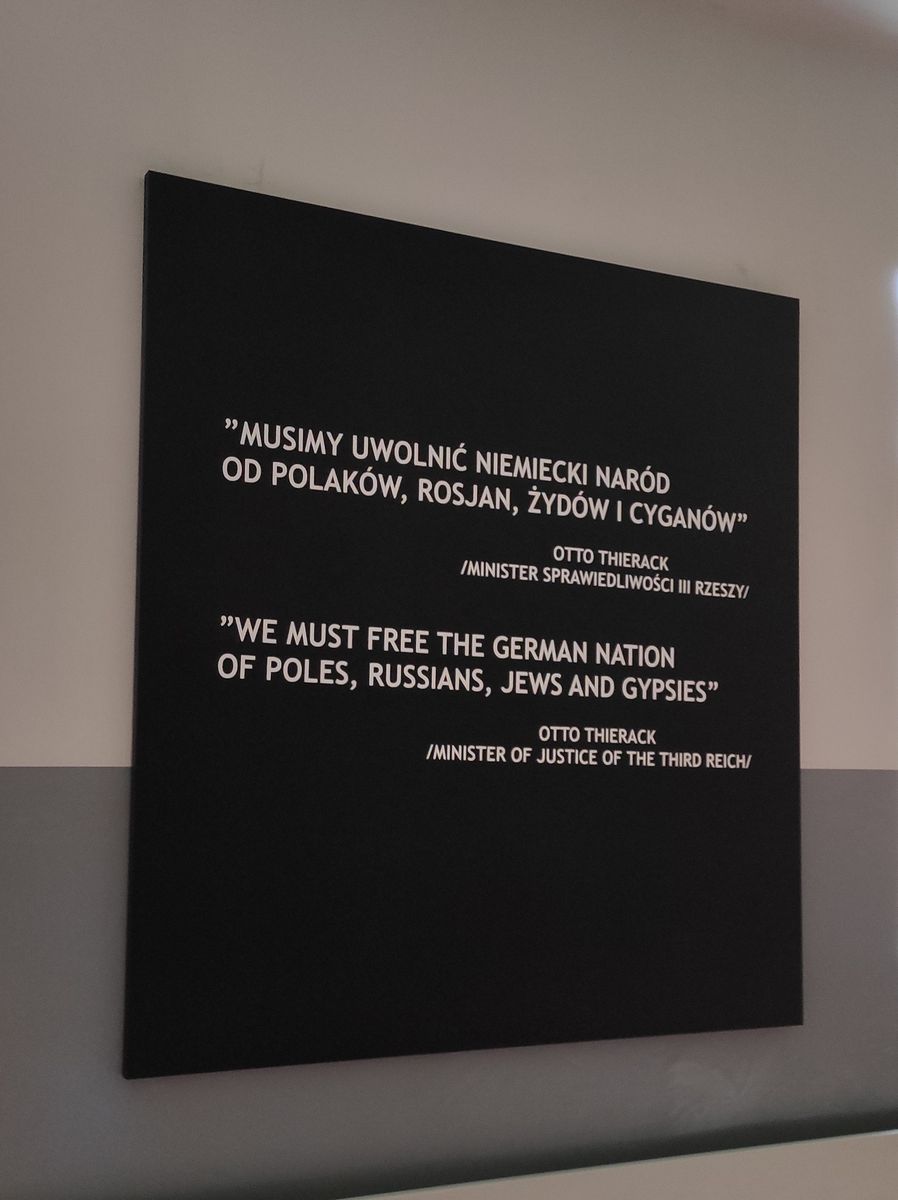 ”MUSIMY UWOLNIĆ NIEMIECKI NARÓD
OD POLAKÓW, ROSJAN, ŻYDÓW I CYGANÓW”
OTTO THIERACK
/MINISTER SPRAWIEDLIWOŚCI III RZESZY/
”WE MUST FREE THE GERMAN NATION
OF POLES, RUSSIANS, JEWS AND GYPSIES”
OTTO THIERACK
/MINISTER OF JUSTICE OF THE THIRD REICH/